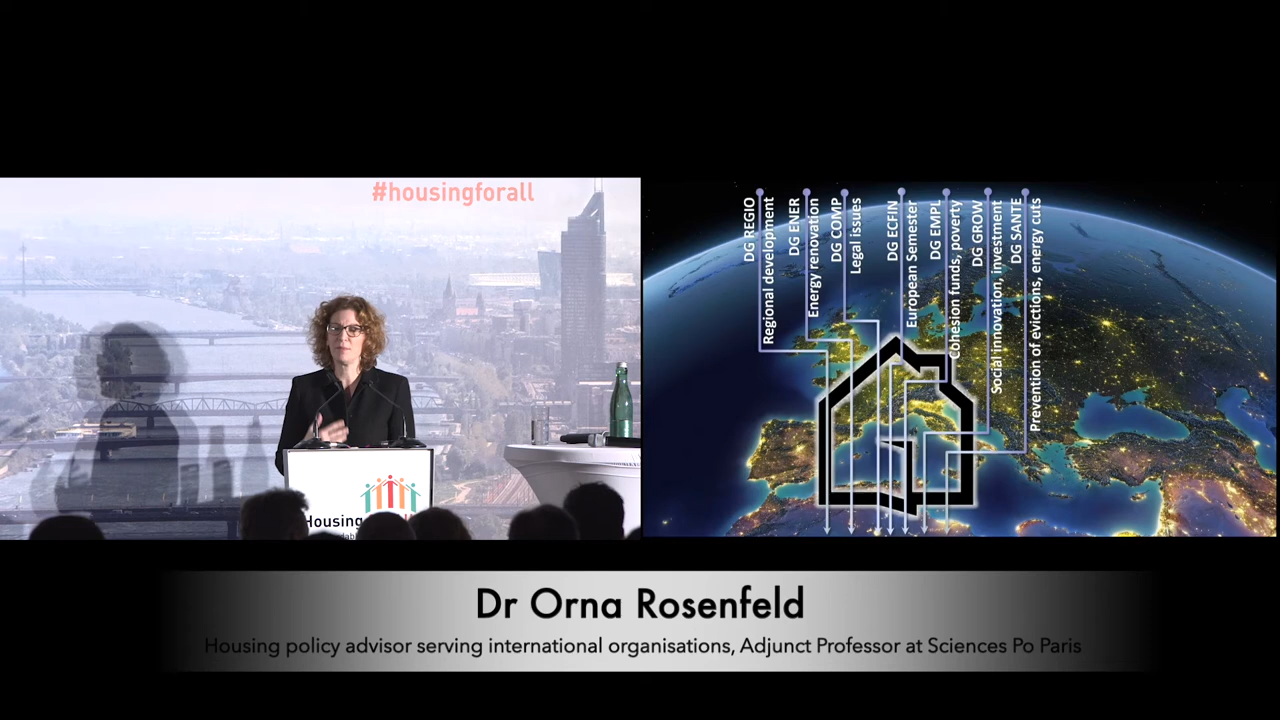 #housingforall
Housing
DG REGIO
Regional development
DG ENER
Energy renovation
DG COMP
Legal issues
DG ECFIN
European Semester
DG EMPL
Cohesion funds, poverty
DG GROW
Social innovation, investment
DG SANTE
Prevention of evictions, energy cuts
Dr Orna Rosenfeld
Housing policy advisor serving international organisations, Adjunct Professor at Sciences Po Paris